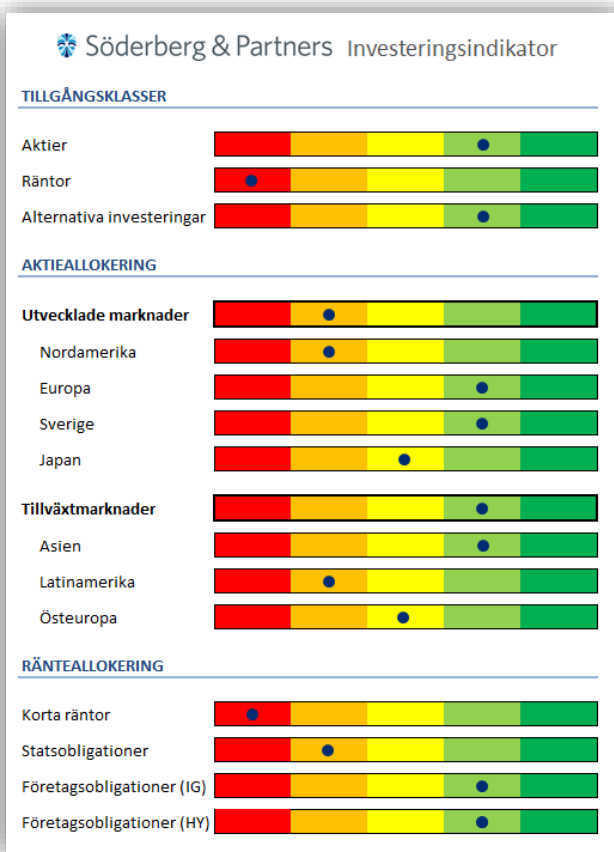 Söderberg & Partners Investeringsindikator
TILLGÅNGSKLASSER
Aktier
Räntor
Alternativa investeringar
AKTIEALLOKERING
Utvecklade marknader
Nordamerika
Europa
Sverige
Japan
Tillväxtmarknader
Asien
Latinamerika
Östeuropa
RÄNTEALLOKERING
Korta räntor
Statsobligationer
Företagsobligationer (IG)
Företagsobligationer (HY)